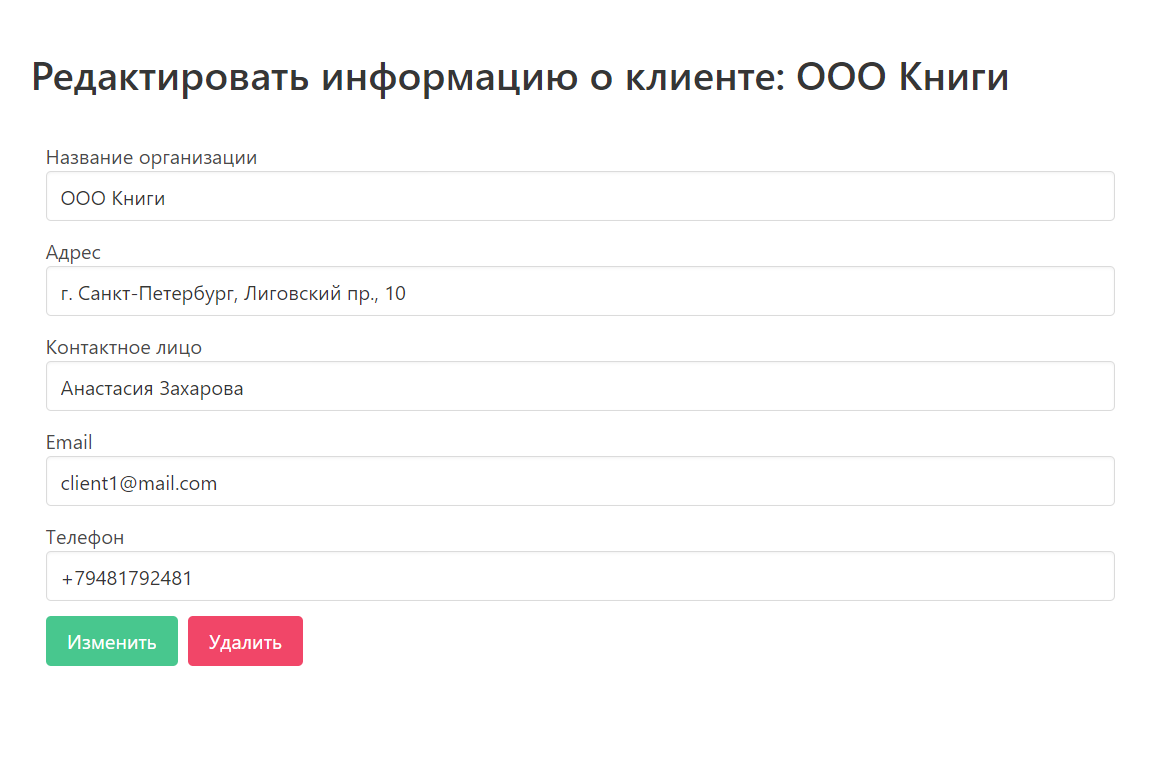 Редактировать информацию о клиенте: ООО Книги
Название организации
ООО Книги
Адрес
г. Санкт-Петербург, Лиговский пр., 10
Контактное лицо
Анастасия Захарова
Email
client1@mail.com
Телефон
+79481792481
Изменить Удалить